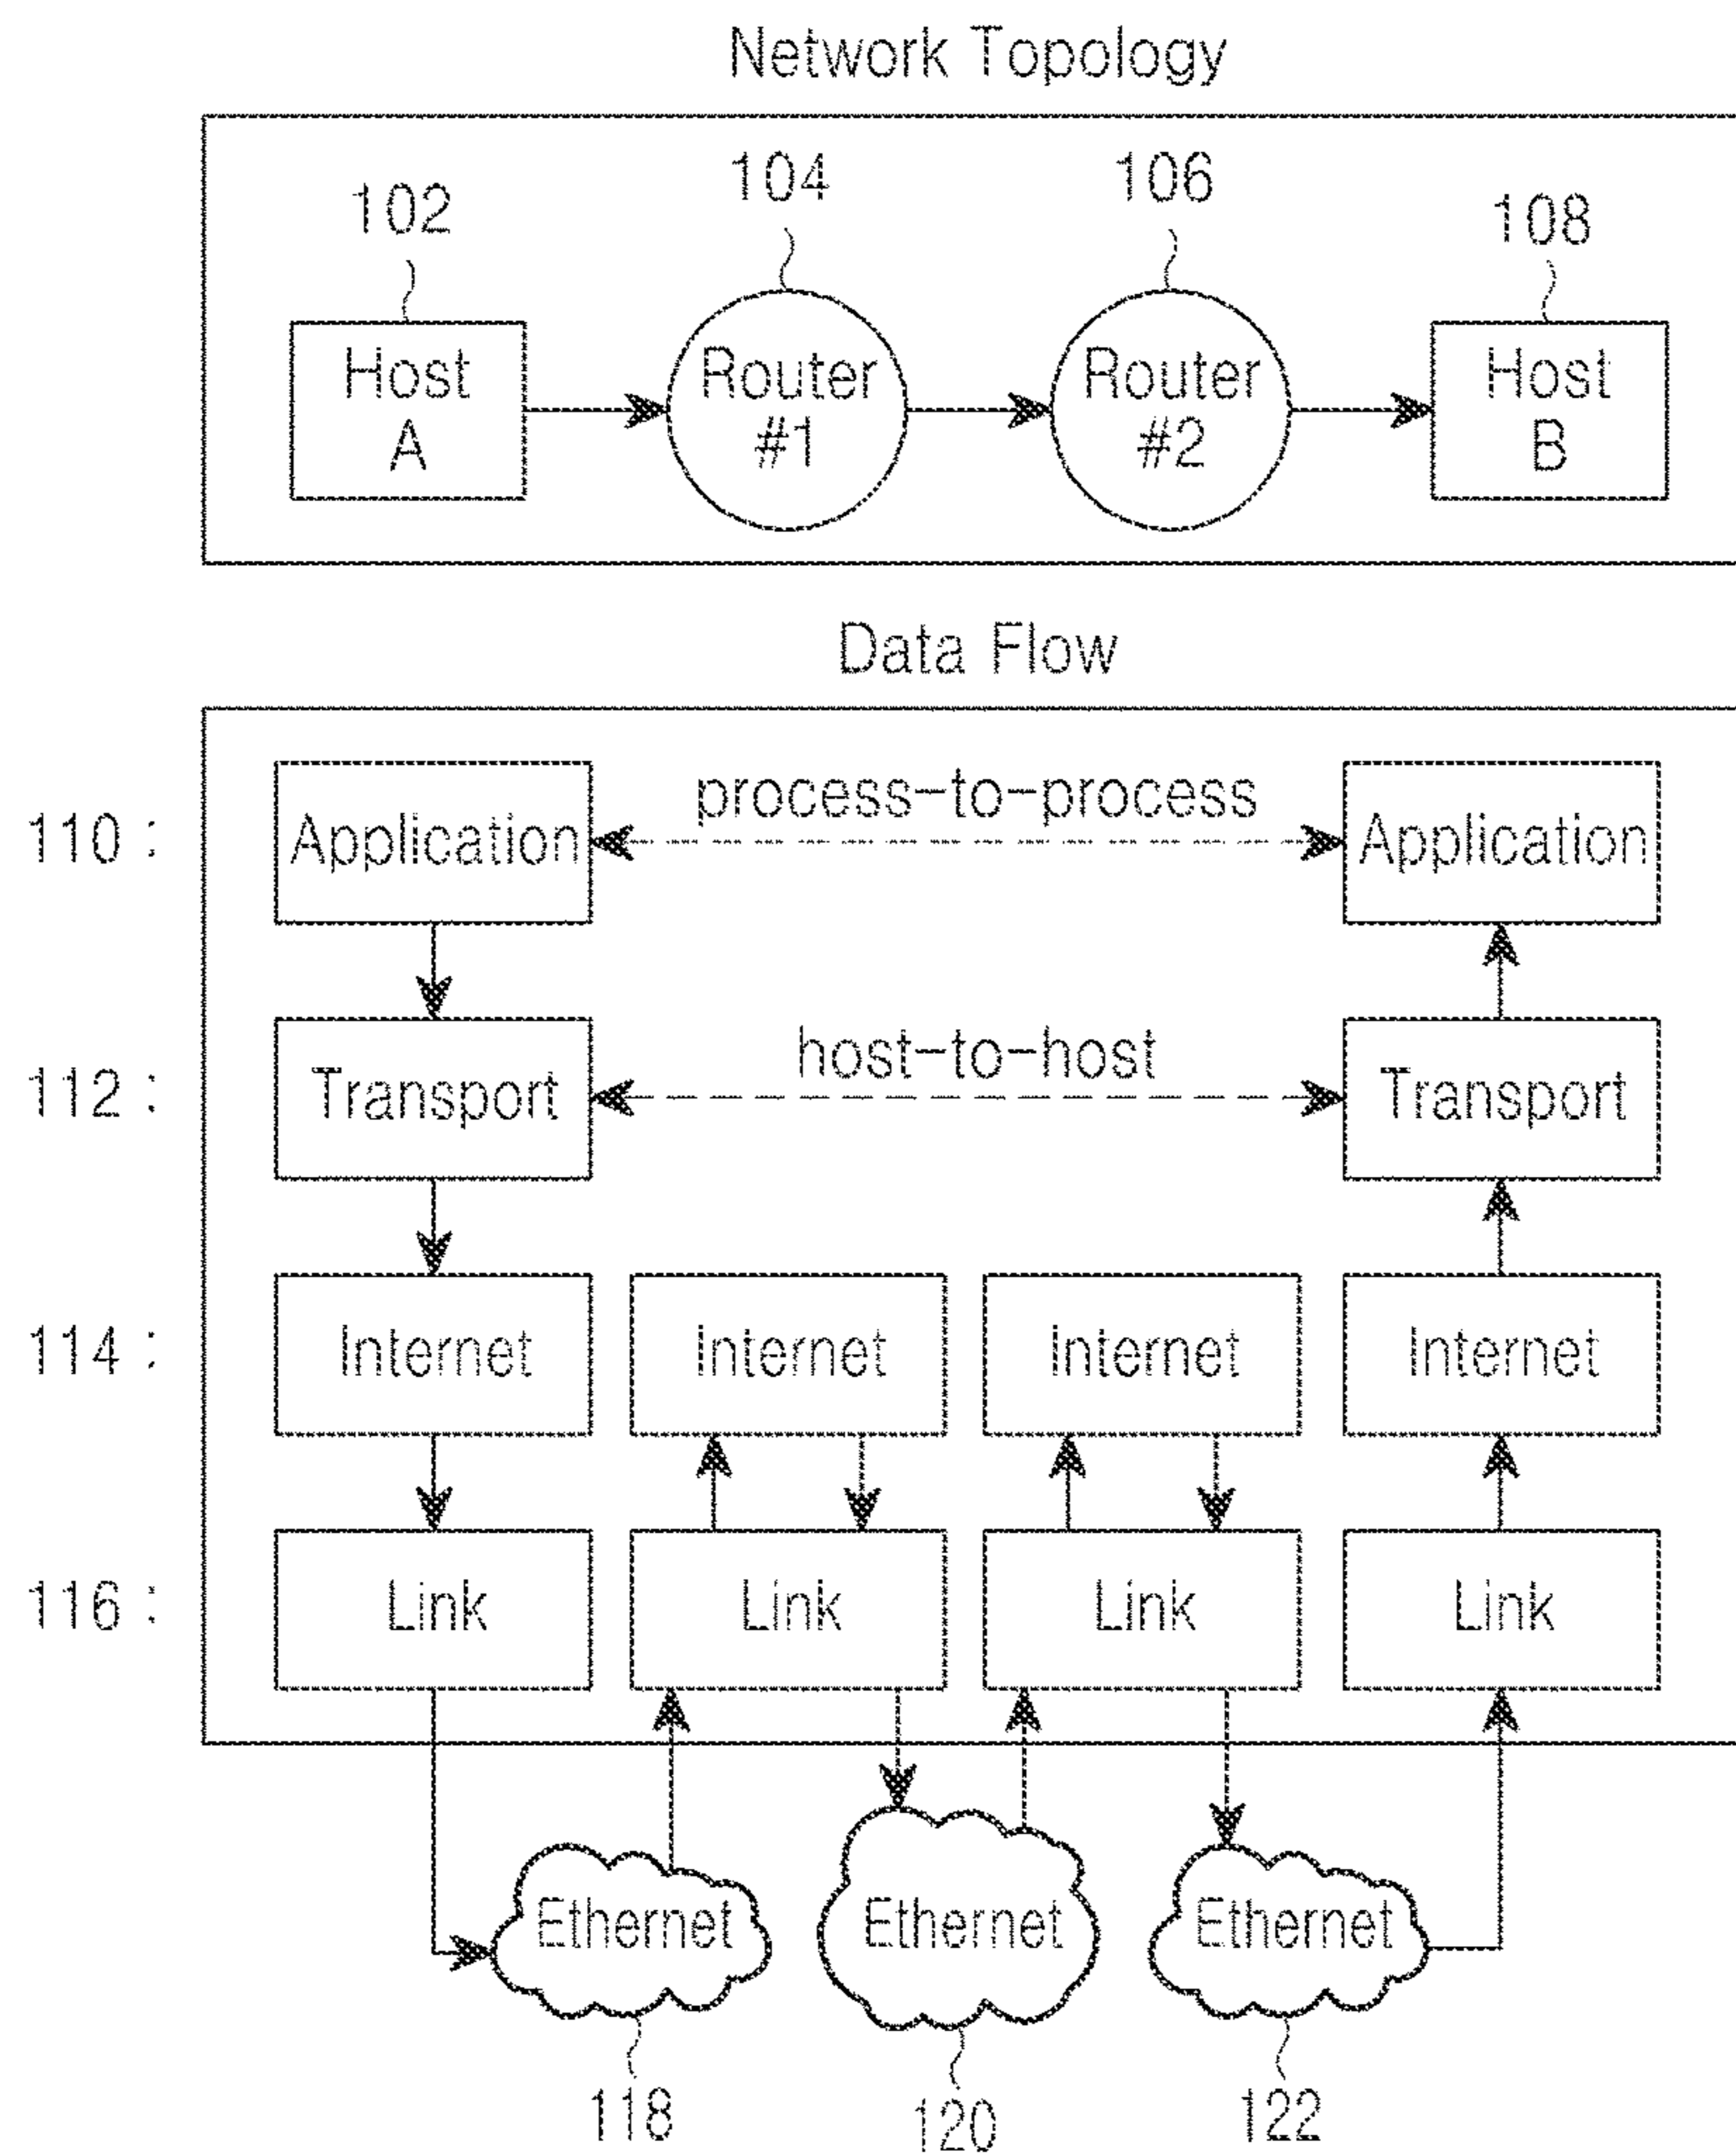 Network Topology
102
104
106
108
Host
A
Router
#1
Router
#2
Host
B
Data Flow
110 :
Application
process-to-process
Application
112 :
Transport
host-to-host
Transport
114 :
Internet
Internet
Internet
Internet
116 :
Link
Link
Link
Link
Ethernet
Ethernet
Ethernet
118
120
122